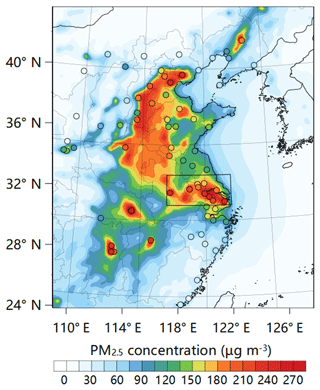 40° N
36° N
32° N
28° N
24° N
110° E 114° E 118° E 122° E 126° E
PM2.5 concentration (µg m-3)
0 30 60 90 120 150 180 210 240 270